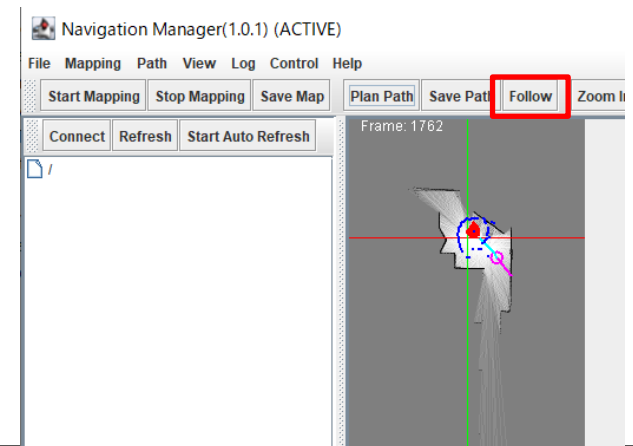 Navigation Manager(1.0.1) (ACTIVE)
File Mapping Path View Log Control Help
Start Mapping Stop Mapping Save Map Plan Path Save Path Follow Zoom I
Connect Refresh Start Auto Refresh
Frame: 1762
/